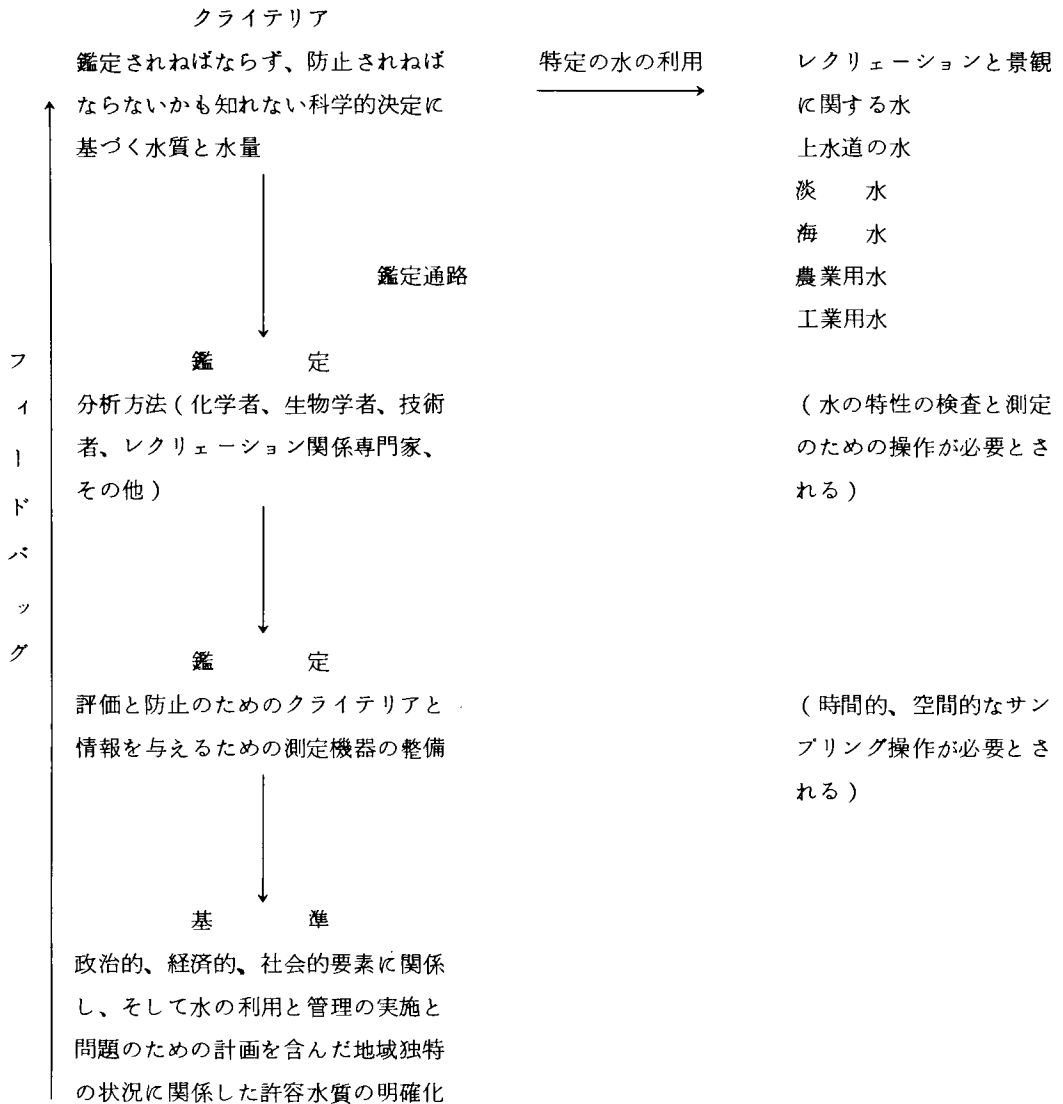 クライテリア
鑑定されねばならず、防止されねば
ならないかも知れない科学的決定に
基づく水質と水量
特定の水の利用
レクリェーションと景観
に関する水
上水道の水
淡　　水
海　　水
農業用水
工業用水
鑑定通路
鑑　　　定
分析方法(化学者、生物学者、技術
者、レクリェーション関係専門家、
その他)
(水の特性の検査と測定
のための操作が必要とさ
れる)
鑑　　　定
評価と防止のためのクライテリアと
情報を与えるための測定機器の整備
(時間的、空間的なサン
プリング操作が必要とさ
れる)
基　　　準
政治的、経済的、社会的要素に関係
し、そして水の利用と管理の実施と
問題のための計画を含んだ地域独特
の状況に関係した許容水質の明確化
フィードバッグ